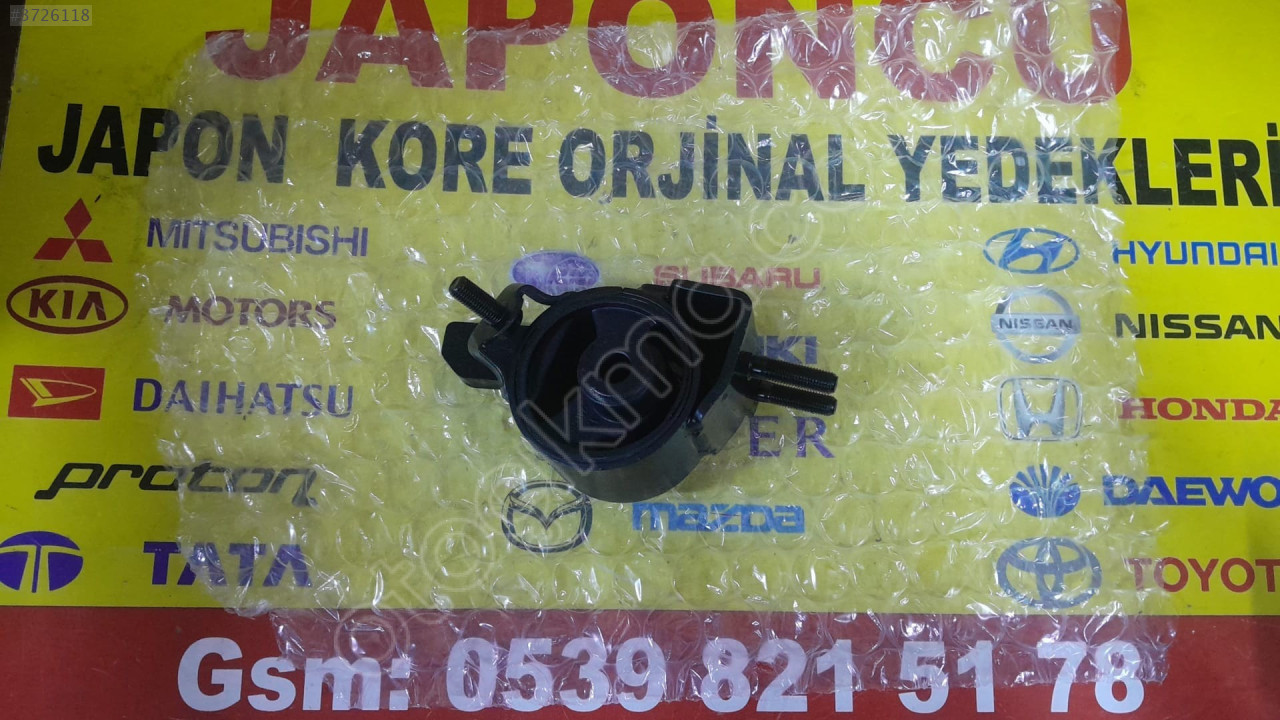 #3726118
JAPONCU
JAPON KORE ORJİNAL YEDEKLERİ
MITSUBISHI
SUBARU
HYUNDAI
KIA MOTORS
NISSAN NISSAN
DAIHATSU
HONDA
proton
DAEWO
mazda
TATA
TOYOT
Gsm: 0539 821 51 78